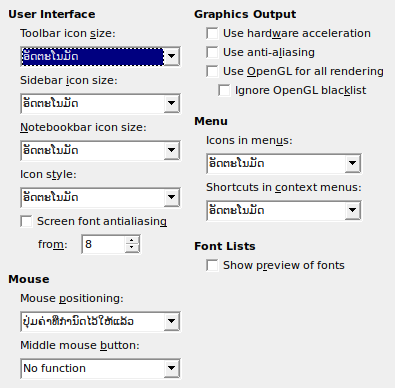 User Interface
Toolbar icon size:
ອັດຕະໂນມັດ
Sidebar icon size:
ອັດຕະໂນມັດ
Notebookbar icon size:
ອັດຕະໂນມັດ
Icon style:
ອັດຕະໂນມັດ
Screen font antialiasing
from: 8
Mouse
Mouse positioning:
ປຸ່ມຄ່າທີ່ກຳນົດໄວ້ໃຫ້ແລ້ວ
Middle mouse button:
No function
Graphics Output
Use hardware acceleration
Use anti-aliasing
Use OpenGL for all rendering
Ignore OpenGL blacklist
Menu
Icons in menus:
ອັດຕະໂນມັດ
Shortcuts in context menus:
ອັດຕະໂນມັດ
Font Lists
Show preview of fonts